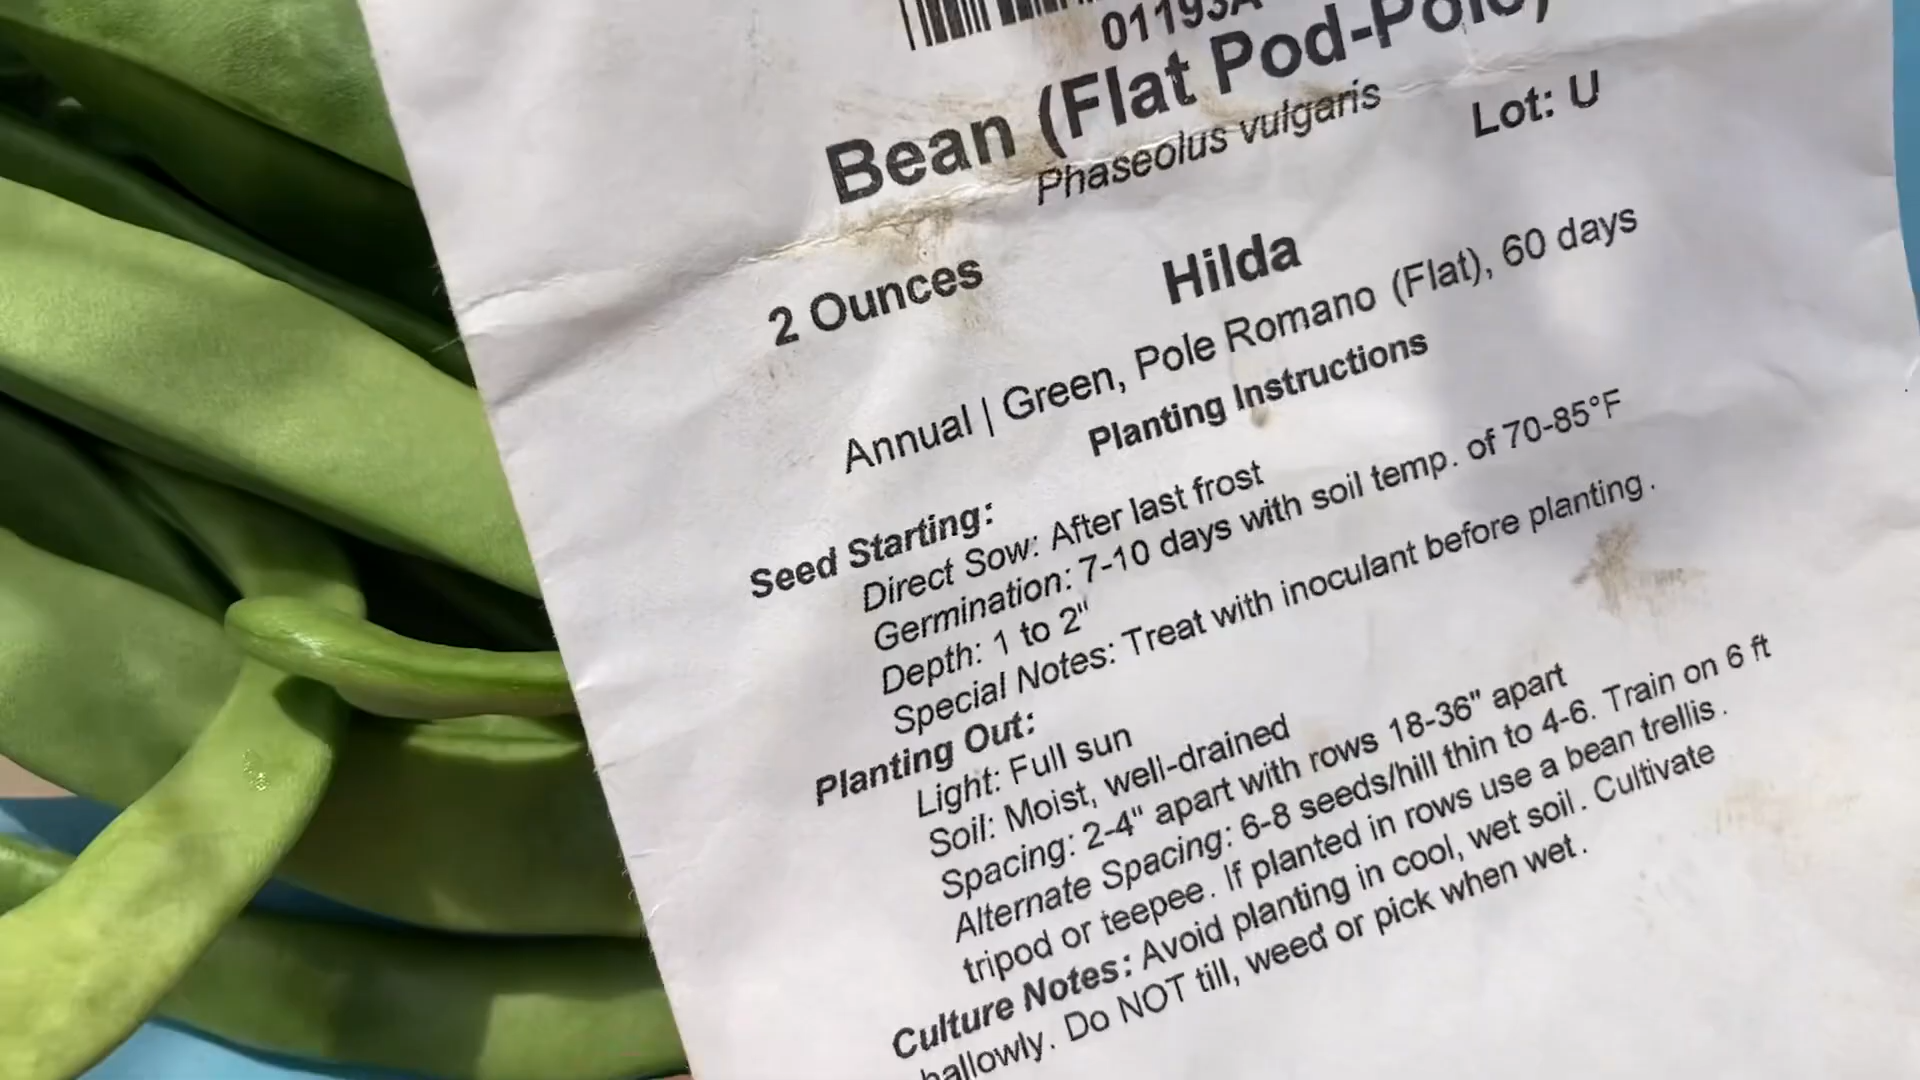 01193A
Bean (Flat Pod-Pole)
Phaseolus vulgaris
Lot: U
2 Ounces
Hilda
Annual | Green, Pole Romano (Flat), 60 days
Planting Instructions
Seed Starting:
Direct Sow: After last frost
Germination: 7-10 days with soil temp. of 70-85°F
Depth: 1 to 2"
Special Notes: Treat with inoculant before planting.
Planting Out:
Light: Full sun
Soil: Moist, well-drained
Spacing: 2-4" apart with rows 18-36" apart
Alternate Spacing: 6-8 seeds/hill thin to 4-6. Train on 6 ft
tripod or teepee. If planted in rows use a bean trellis.
Culture Notes: Avoid planting in cool, wet soil. Cultivate
hallowly. Do NOT till, weed or pick when wet.